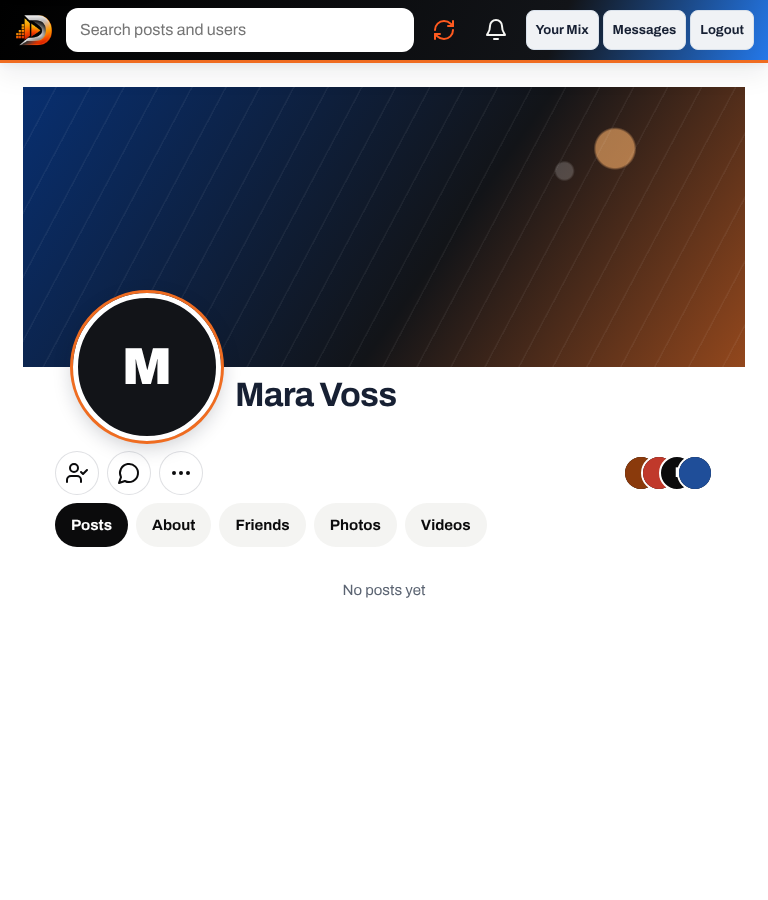 Search posts and users
Your Mix
Messages
Logout
M
Mara Voss
Posts
About
Friends
Photos
Videos
No posts yet